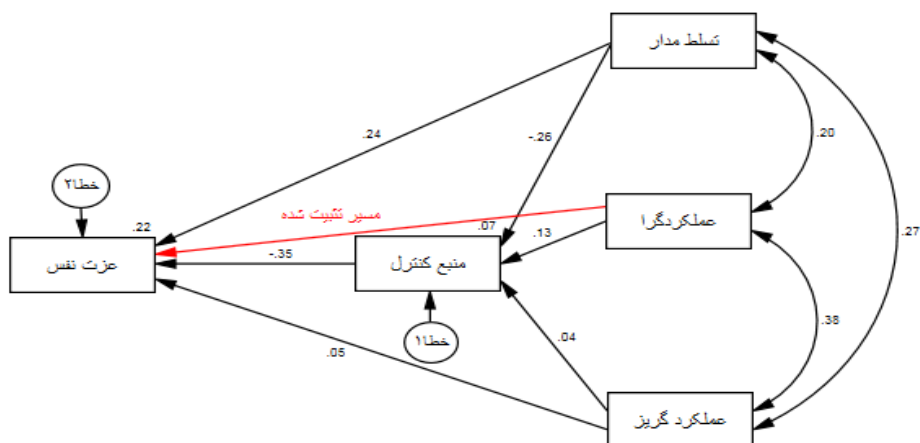 تسلط مدار
.20
.24
-.26
خطا۲
عملکردگرا
مسیر تثبیت شده
.22
.07
.13
.27
عزت نفس
-.35
منبع کنترل
.38
خطا۱
.04
.05
عملکرد گریز